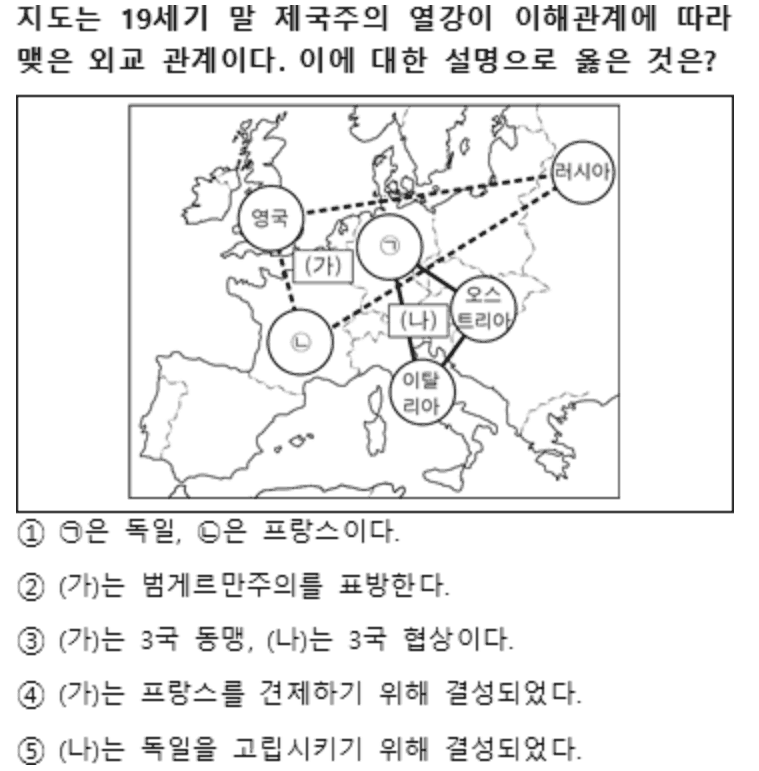 지도는 19세기 말 제국주의 열강이 이해관계에 따라
맺은 외교 관계이다. 이에 대한 설명으로 옳은 것은?
러시아
영국
㉠
(가)
오스
트리아
(나)
㉡
이탈
리아
① ㉠은 독일, ㉡은 프랑스이다.
② (가)는 범게르만주의를 표방한다.
③ (가)는 3국 동맹, (나)는 3국 협상이다.
④ (가)는 프랑스를 견제하기 위해 결성되었다.
⑤ (나)는 독일을 고립시키기 위해 결성되었다.